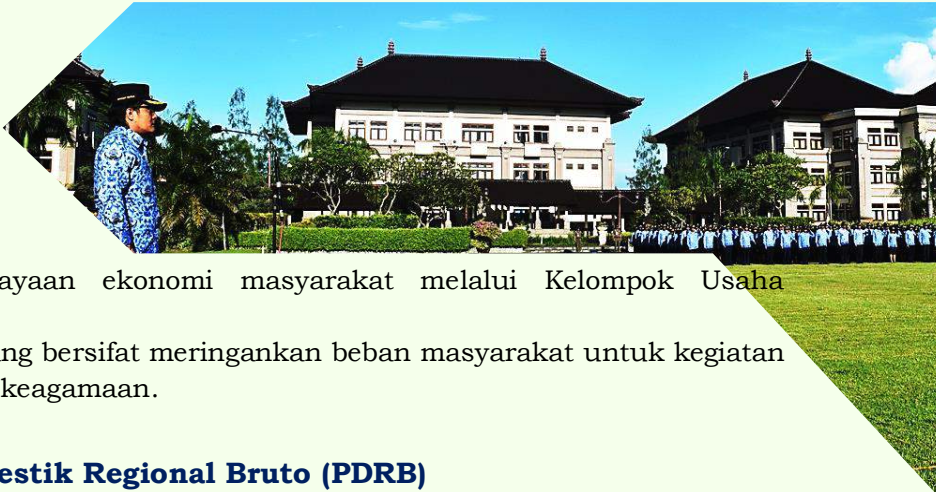 ayaan ekonomi masyarakat melalui Kelompok Usaha
ng bersifat meringankan beban masyarakat untuk kegiatan
keagamaan.
estik Regional Bruto (PDRB)